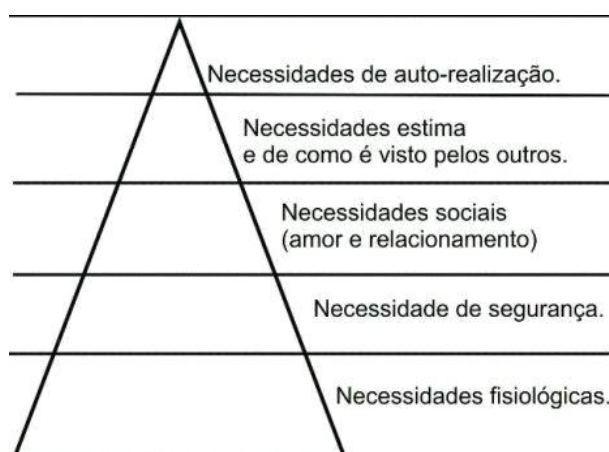 Necessidades de auto-realização.
Necessidades estima
e de como é visto pelos outros.
Necessidades sociais
(amor e relacionamento)
Necessidade de segurança.
Necessidades fisiológicas.